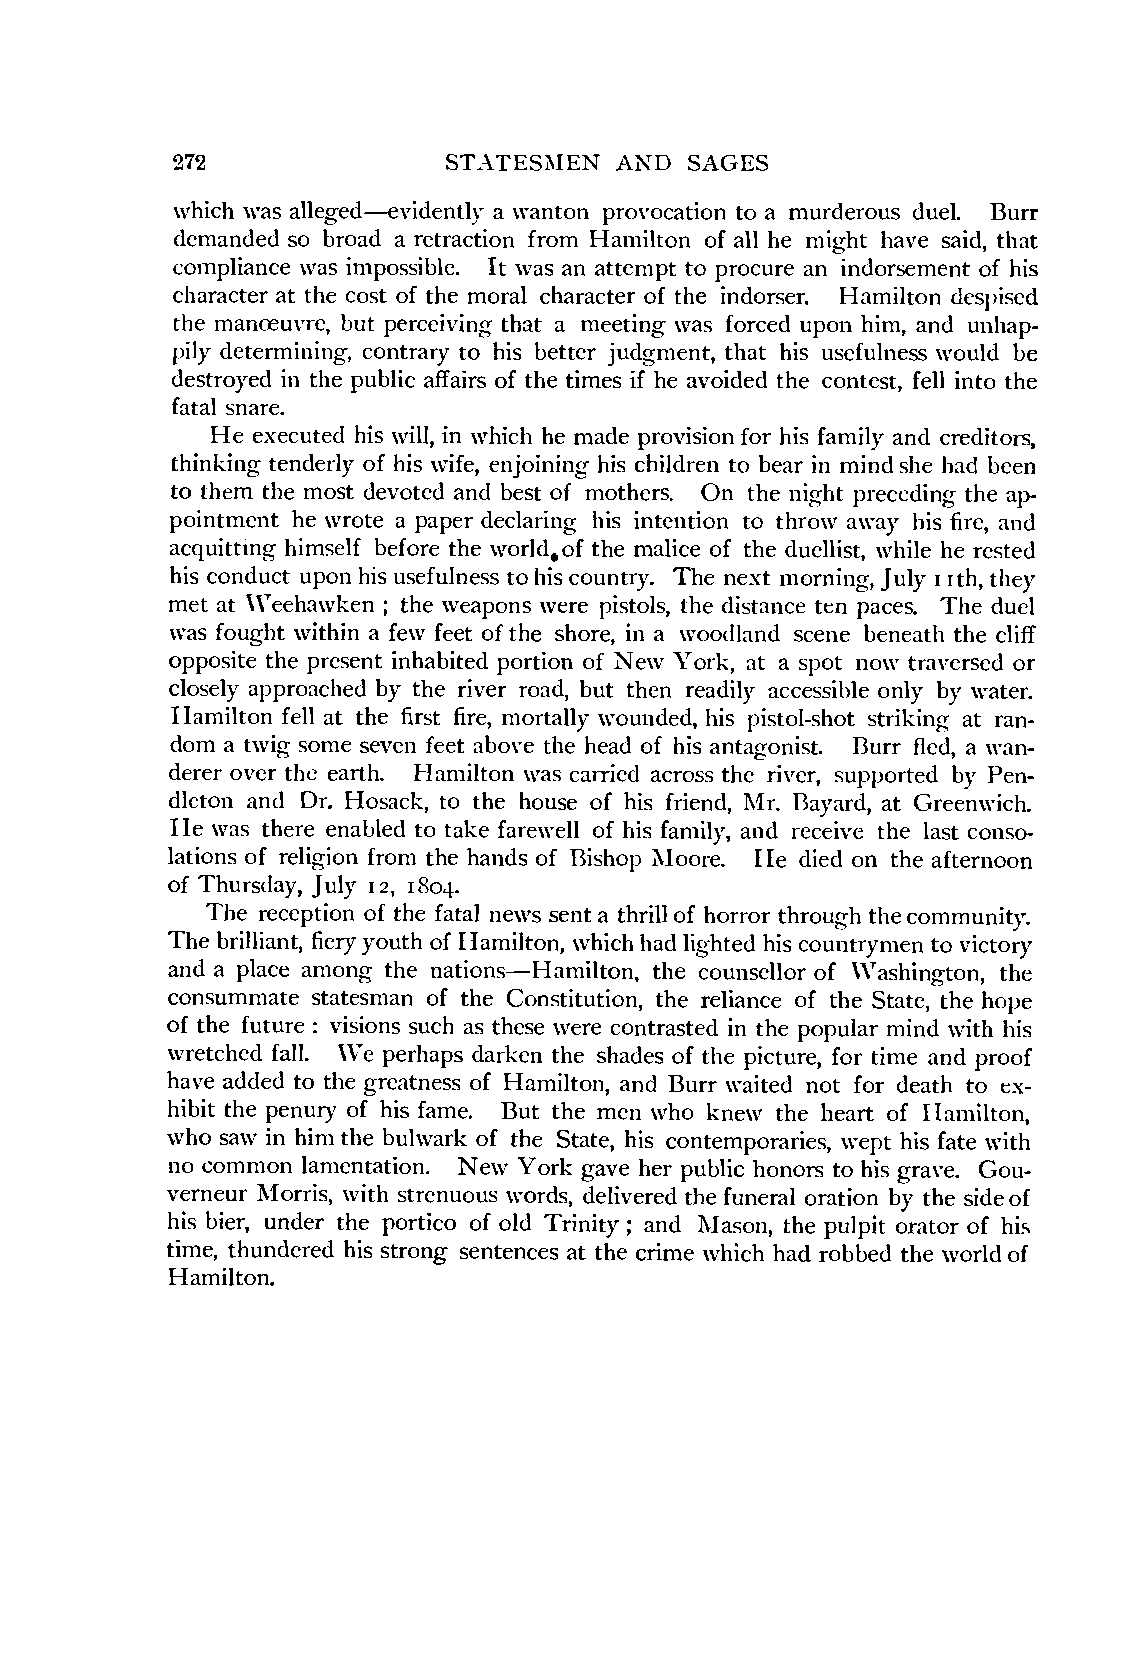 272 STATESMEN AND SAGES
which was alleged—evidently a wanton provocation to a murderous duel. Burr
demanded so broad a retraction from Hamilton of all he might have said, that
compliance was impossible. It was an attempt to procure an indorsement of his
character at the cost of the moral character of the indorser. Hamilton despised
the manœuvre, but perceiving that a meeting was forced upon him, and unhap-
pily determining, contrary to his better judgment, that his usefulness would be
destroyed in the public affairs of the times if he avoided the contest, fell into the
fatal snare.
He executed his will, in which he made provision for his family and creditors,
thinking tenderly of his wife, enjoining his children to bear in mind she had been
to them the most devoted and best of mothers. On the night preceding the ap-
pointment he wrote a paper declaring his intention to throw away his fire, and
acquitting himself before the world, of the malice of the duellist, while he rested
his conduct upon his usefulness to his country. The next morning, July 11th, they
met at Weehawken ; the weapons were pistols, the distance ten paces. The duel
was fought within a few feet of the shore, in a woodland scene beneath the cliff
opposite the present inhabited portion of New York, at a spot now traversed or
closely approached by the river road, but then readily accessible only by water.
Hamilton fell at the first fire, mortally wounded, his pistol-shot striking at ran-
dom a twig some seven feet above the head of his antagonist. Burr fled, a wan-
derer over the earth. Hamilton was carried across the river, supported by Pen-
dleton and Dr. Hosack, to the house of his friend, Mr. Bayard, at Greenwich.
He was there enabled to take farewell of his family, and receive the last conso-
lations of religion from the hands of Bishop Moore. He died on the afternoon
of Thursday, July 12, 1804.
The reception of the fatal news sent a thrill of horror through the community.
The brilliant, fiery youth of Hamilton, which had lighted his countrymen to victory
and a place among the nations—Hamilton, the counsellor of Washington, the
consummate statesman of the Constitution, the reliance of the State, the hope
of the future : visions such as these were contrasted in the popular mind with his
wretched fall. We perhaps darken the shades of the picture, for time and proof
have added to the greatness of Hamilton, and Burr waited not for death to ex-
hibit the penury of his fame. But the men who knew the heart of Hamilton,
who saw in him the bulwark of the State, his contemporaries, wept his fate with
no common lamentation. New York gave her public honors to his grave. Gou-
verneur Morris, with strenuous words, delivered the funeral oration by the side of
his bier, under the portico of old Trinity ; and Mason, the pulpit orator of his
time, thundered his strong sentences at the crime which had robbed the world of
Hamilton.